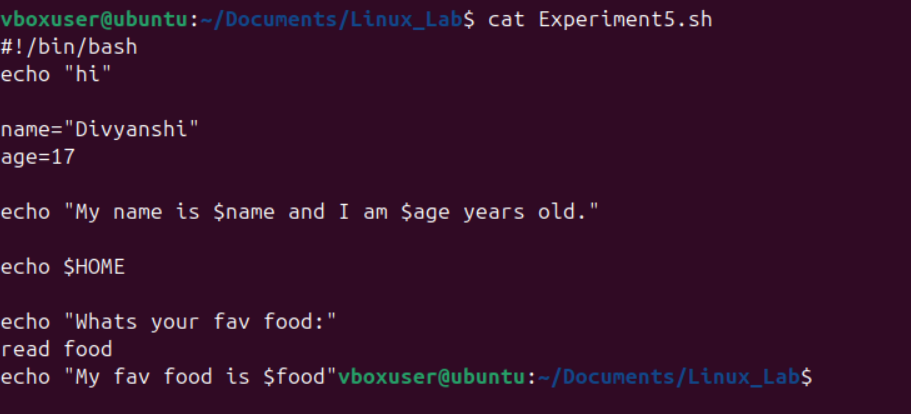 vboxuser@ubuntu:~/Documents/Linux_Lab$ cat Experiment5.sh
#!/bin/bash
echo "hi"
name="Divyanshi"
age=17
echo "My name is $name and I am $age years old."
echo $HOME
echo "Whats your fav food:"
read food
echo "My fav food is $food"vboxuser@ubuntu:~/Documents/Linux_Lab$